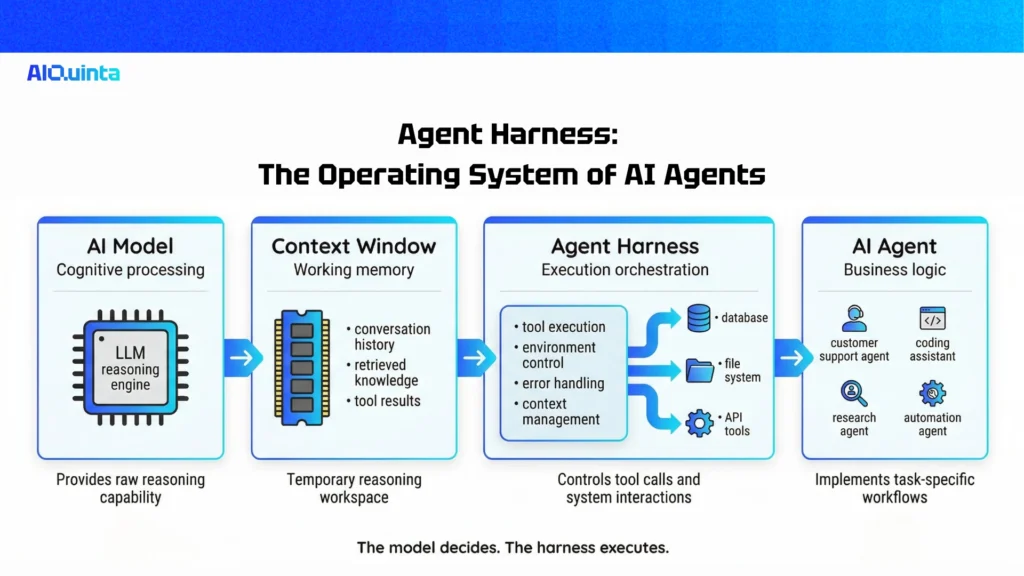 AIQuinta
Agent Harness:
The Operating System of AI Agents
AI Model
Cognitive processing
LLM
reasoning
engine
Provides raw reasoning
capability
Context Window
Working memory
• conversation
history
• retrieved
knowledge
• tool results
Temporary reasoning
workspace
Agent Harness
Execution orchestration
• tool execution
• environment
control
• error handling
• context
management
• database
• file
system
• API
tools
Controls tool calls and
system interactions
AI Agent
Business logic
customer
support agent
</>
coding
assistant
research
agent
automation
agent
Implements task-specific
workflows
The model decides. The harness executes.